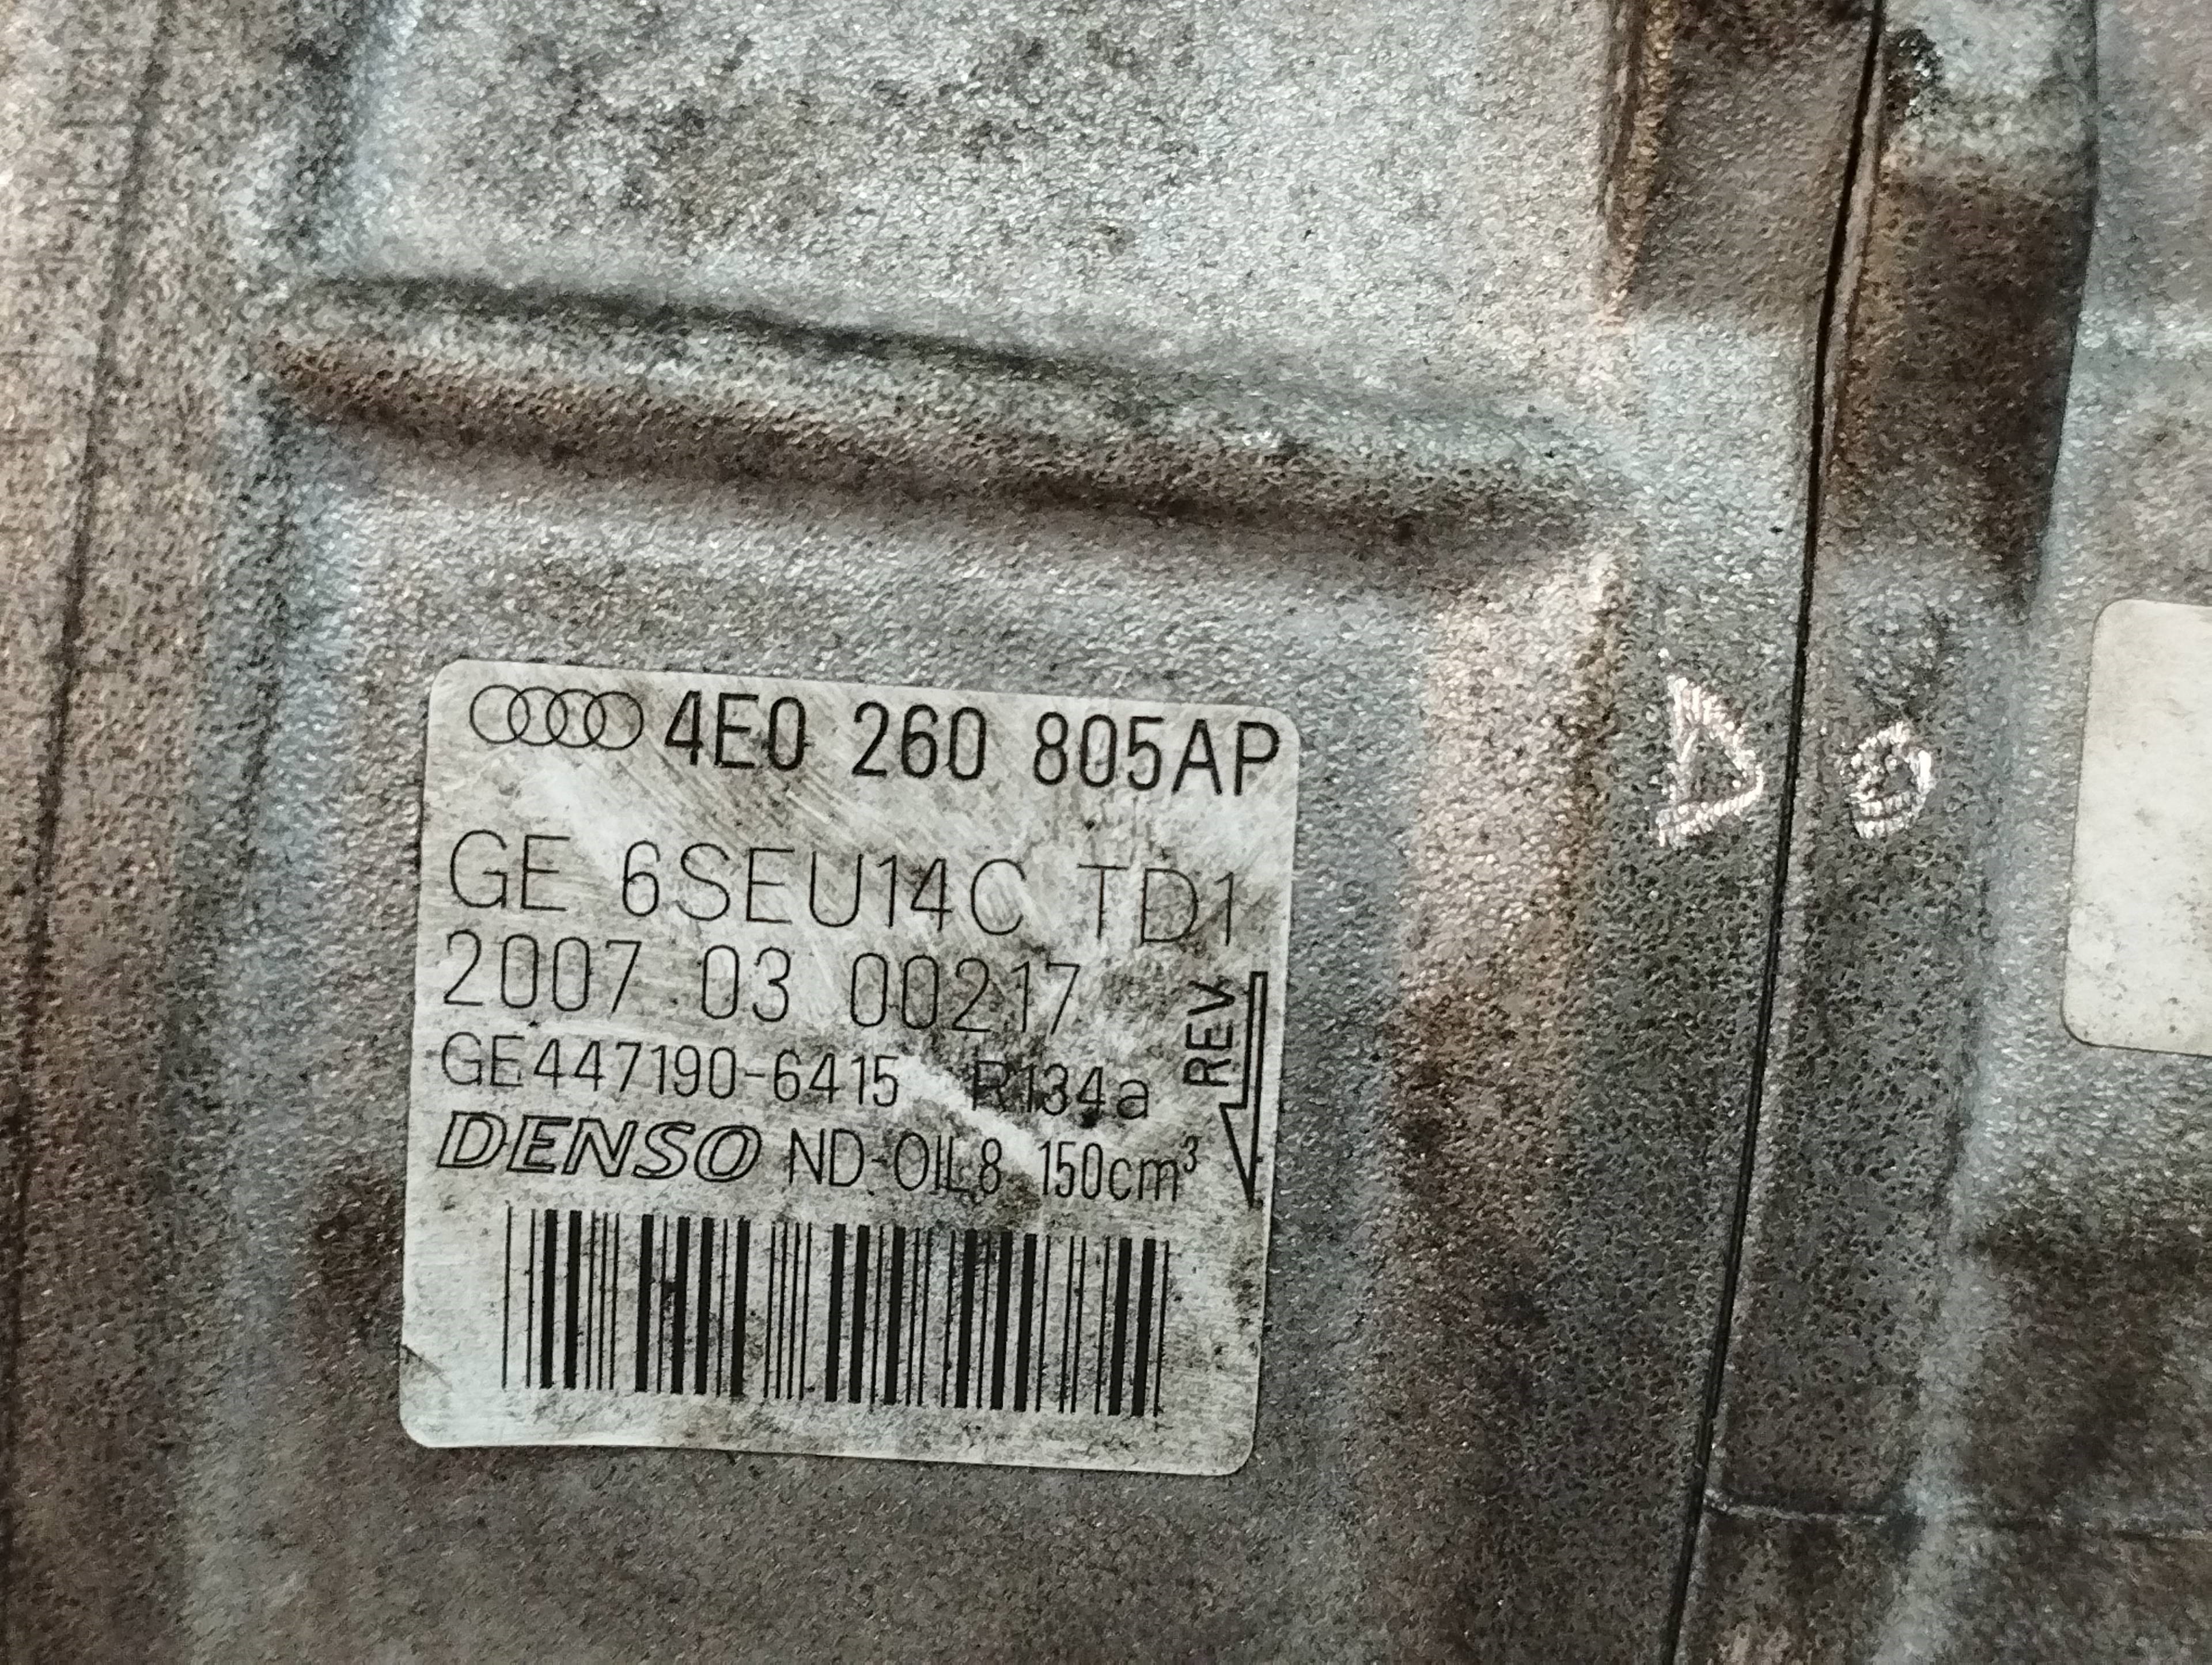 4E0 260 805AP
GE 6SEU14C TD1
2007 03 00217
GE447190-6415 R134a
REV
DENSO ND-OIL8 150cm³
D